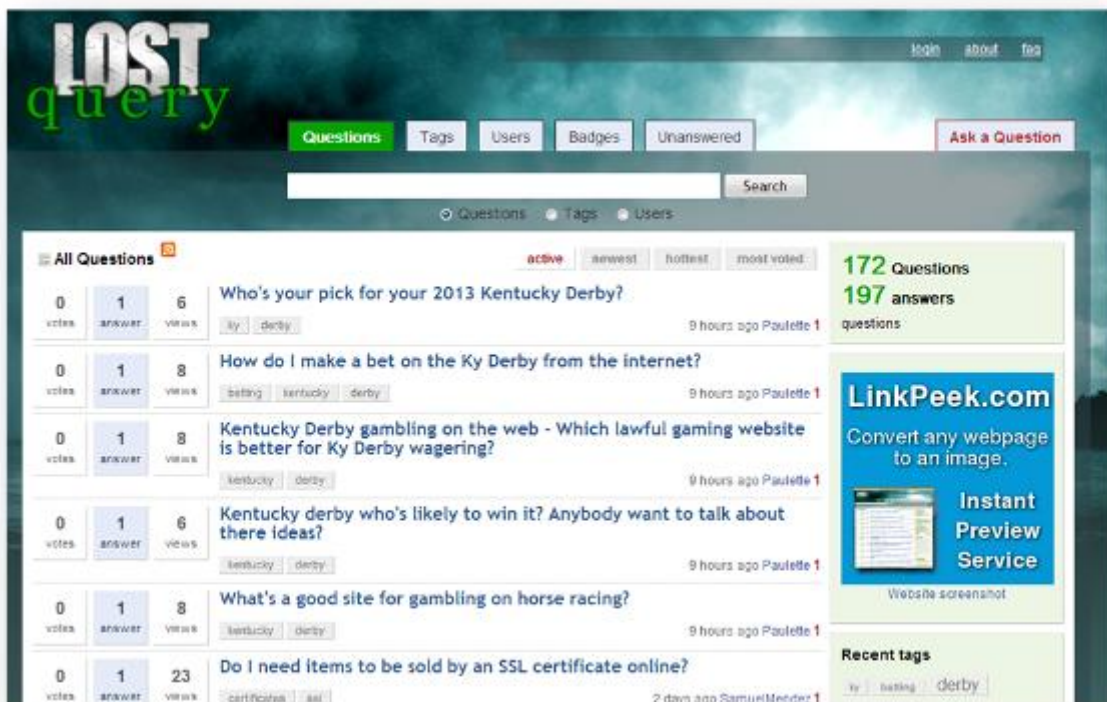 LOST
query
login about faq
Questions Tags Users Badges Unanswered Ask a Question
Search
Questions Tags Users
All Questions
active newest hottest most voted
0 votes 1 answer 6 views
Who's your pick for your 2013 Kentucky Derby?
ky derby
9 hours ago Paulette 1
0 votes 1 answer 8 views
How do I make a bet on the Ky Derby from the internet?
betting kentucky derby
9 hours ago Paulette 1
0 votes 1 answer 8 views
Kentucky Derby gambling on the web - Which lawful gaming website
is better for Ky Derby wagering?
kentucky derby
9 hours ago Paulette 1
0 votes 1 answer 6 views
Kentucky derby who's likely to win it? Anybody want to talk about
there ideas?
kentucky derby
9 hours ago Paulette 1
0 votes 1 answer 8 views
What's a good site for gambling on horse racing?
kentucky derby
9 hours ago Paulette 1
0 votes 1 answer 23 views
Do I need items to be sold by an SSL certificate online?
certificates ssl
2 days ago SamuelMender 1
172 Questions
197 answers
questions
LinkPeek.com
Convert any webpage
to an image.
Instant
Preview
Service
Website screenshot
Recent tags
ky betting derby